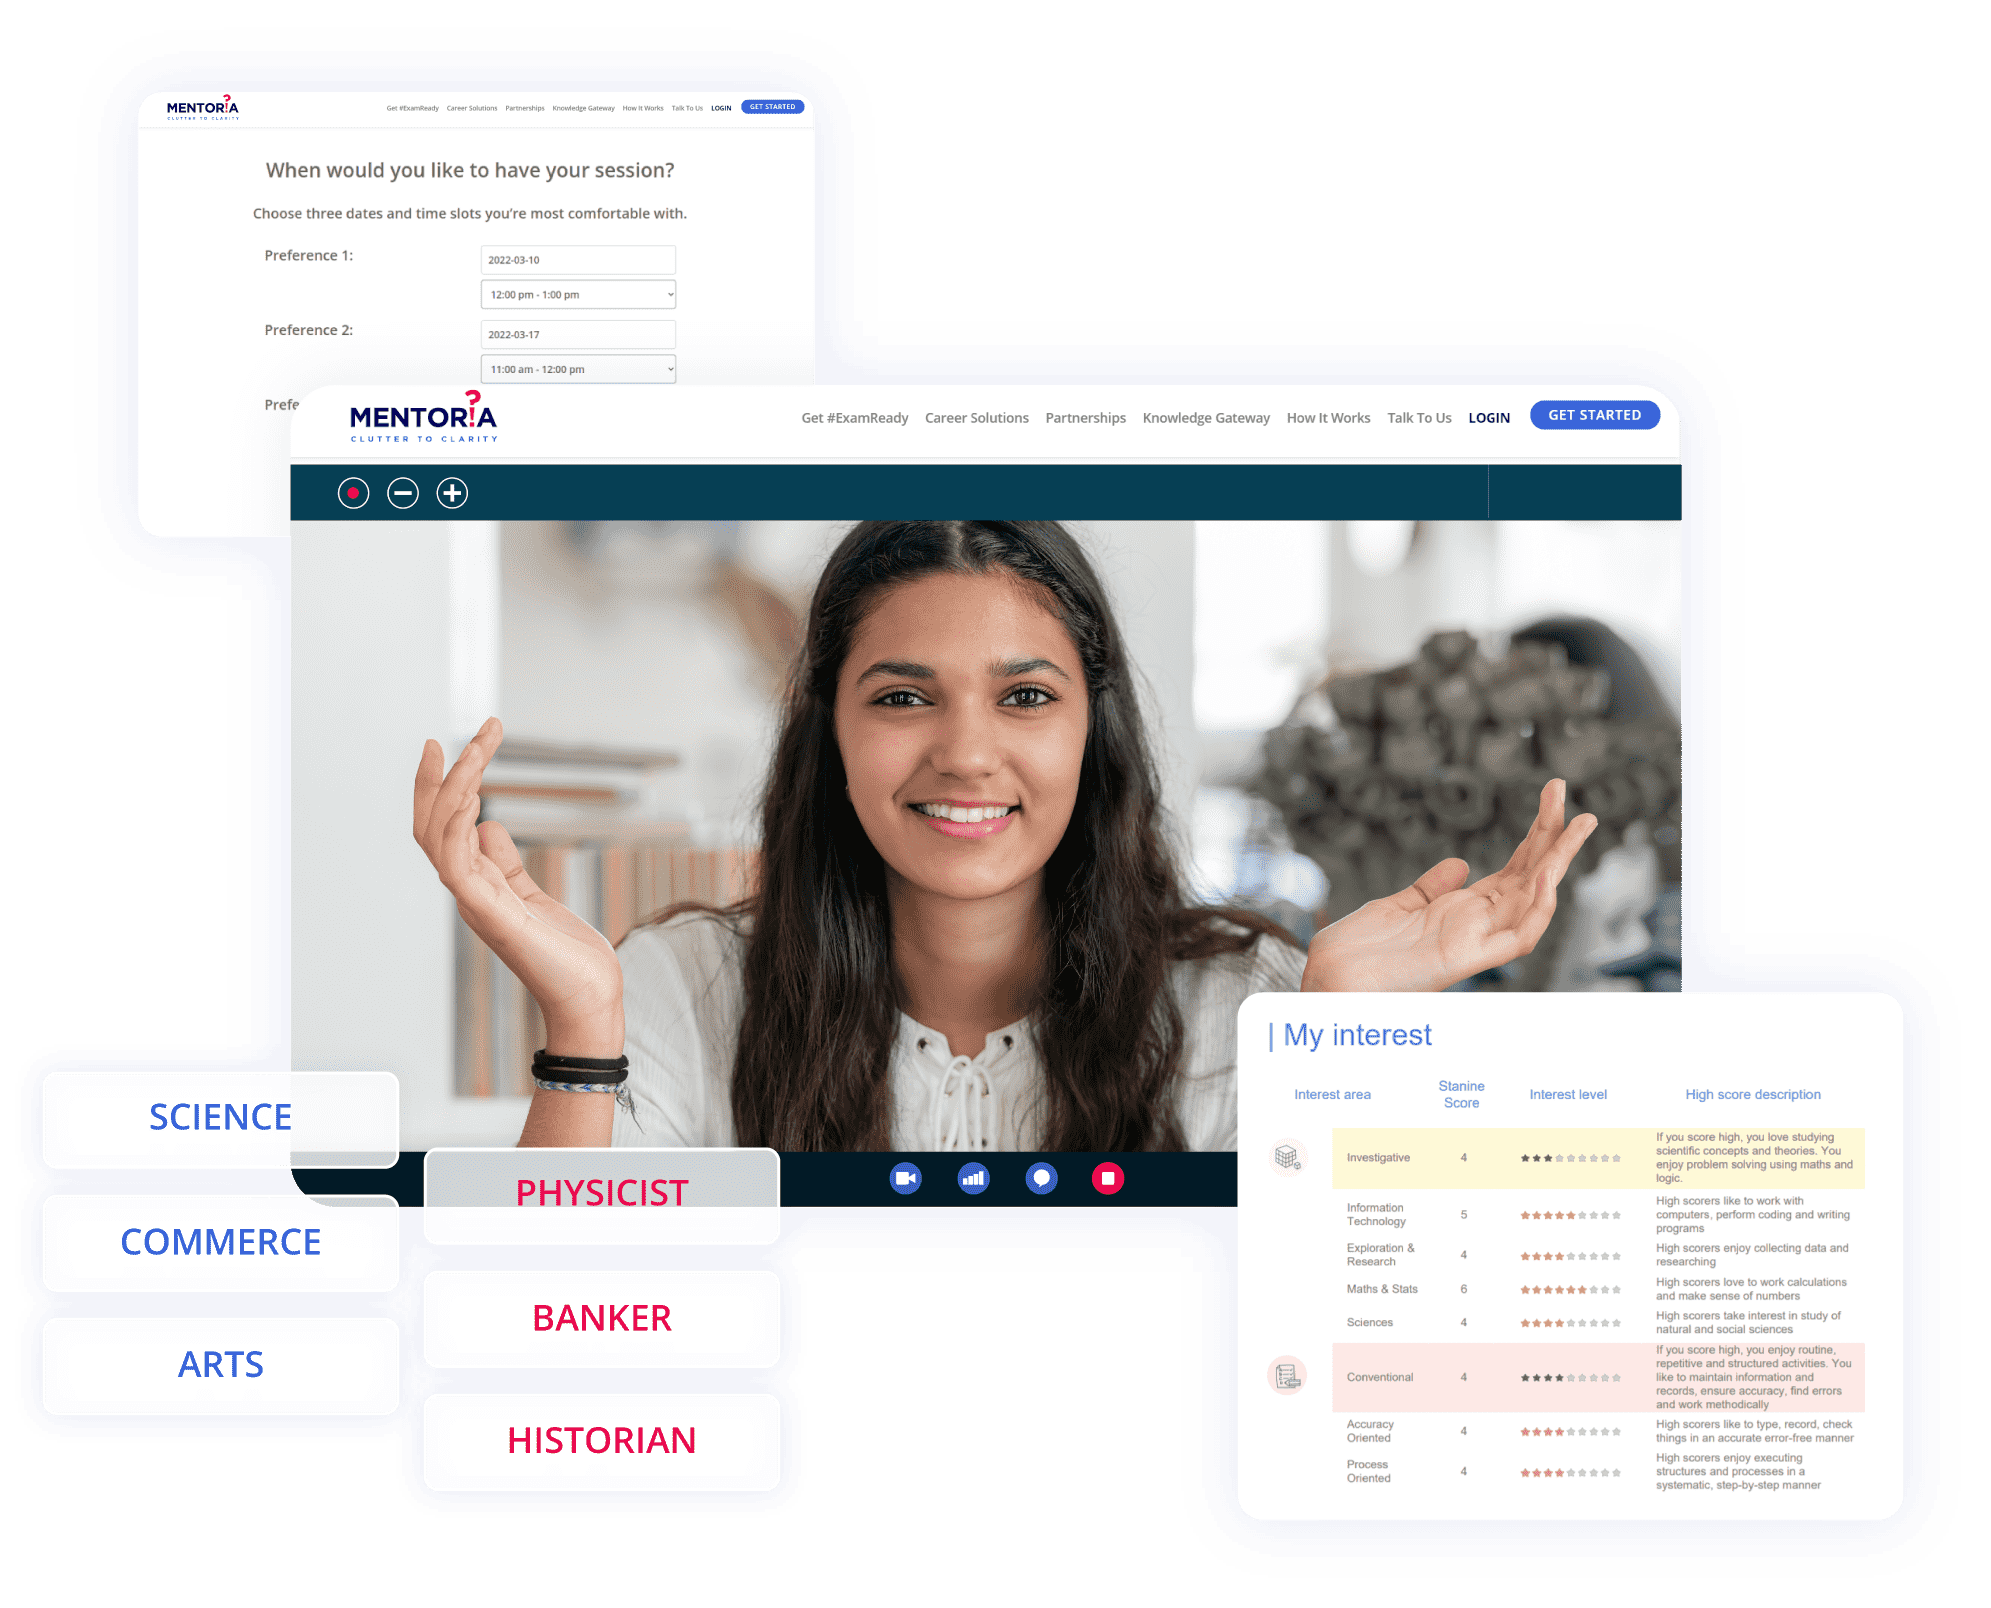 MENTORIA
CLUTTER TO CLARITY
Get #ExamReady Career Solutions Partnerships Knowledge Gateway How It Works Talk To Us LOGIN GET STARTED
When would you like to have your session?
Choose three dates and time slots you're most comfortable with.
Preference 1:
2022-03-10
12:00 pm - 1:00 pm
Preference 2:
2022-03-17
11:00 am - 12:00 pm
Prefe
MENTORIA
CLUTTER TO CLARITY
Get #ExamReady Career Solutions Partnerships Knowledge Gateway How It Works Talk To Us LOGIN GET STARTED
SCIENCE
COMMERCE
ARTS
PHYSICIST
BANKER
HISTORIAN
My interest
Interest area
Stanine
Score
Interest level
High score description
Investigative
4
If you score high, you love studying
scientific concepts and theories. You
enjoy problem solving using maths and
logic.
Information
Technology
5
High scorers like to work with
computers, perform coding and writing
programs
Exploration &
Research
4
High scorers enjoy collecting data and
researching
Maths & Stats
6
High scorers love to work calculations
and make sense of numbers
Sciences
4
High scorers take interest in study of
natural and social sciences
Conventional
4
If you score high, you enjoy routine,
repetitive and structured activities. You
like to maintain information and
records, ensure accuracy, find errors
and work methodically
Accuracy
Oriented
4
High scorers like to type, record, check
things in an accurate error-free manner
Process
Oriented
4
High scorers enjoy executing
structures and processes in a
systematic, step-by-step manner